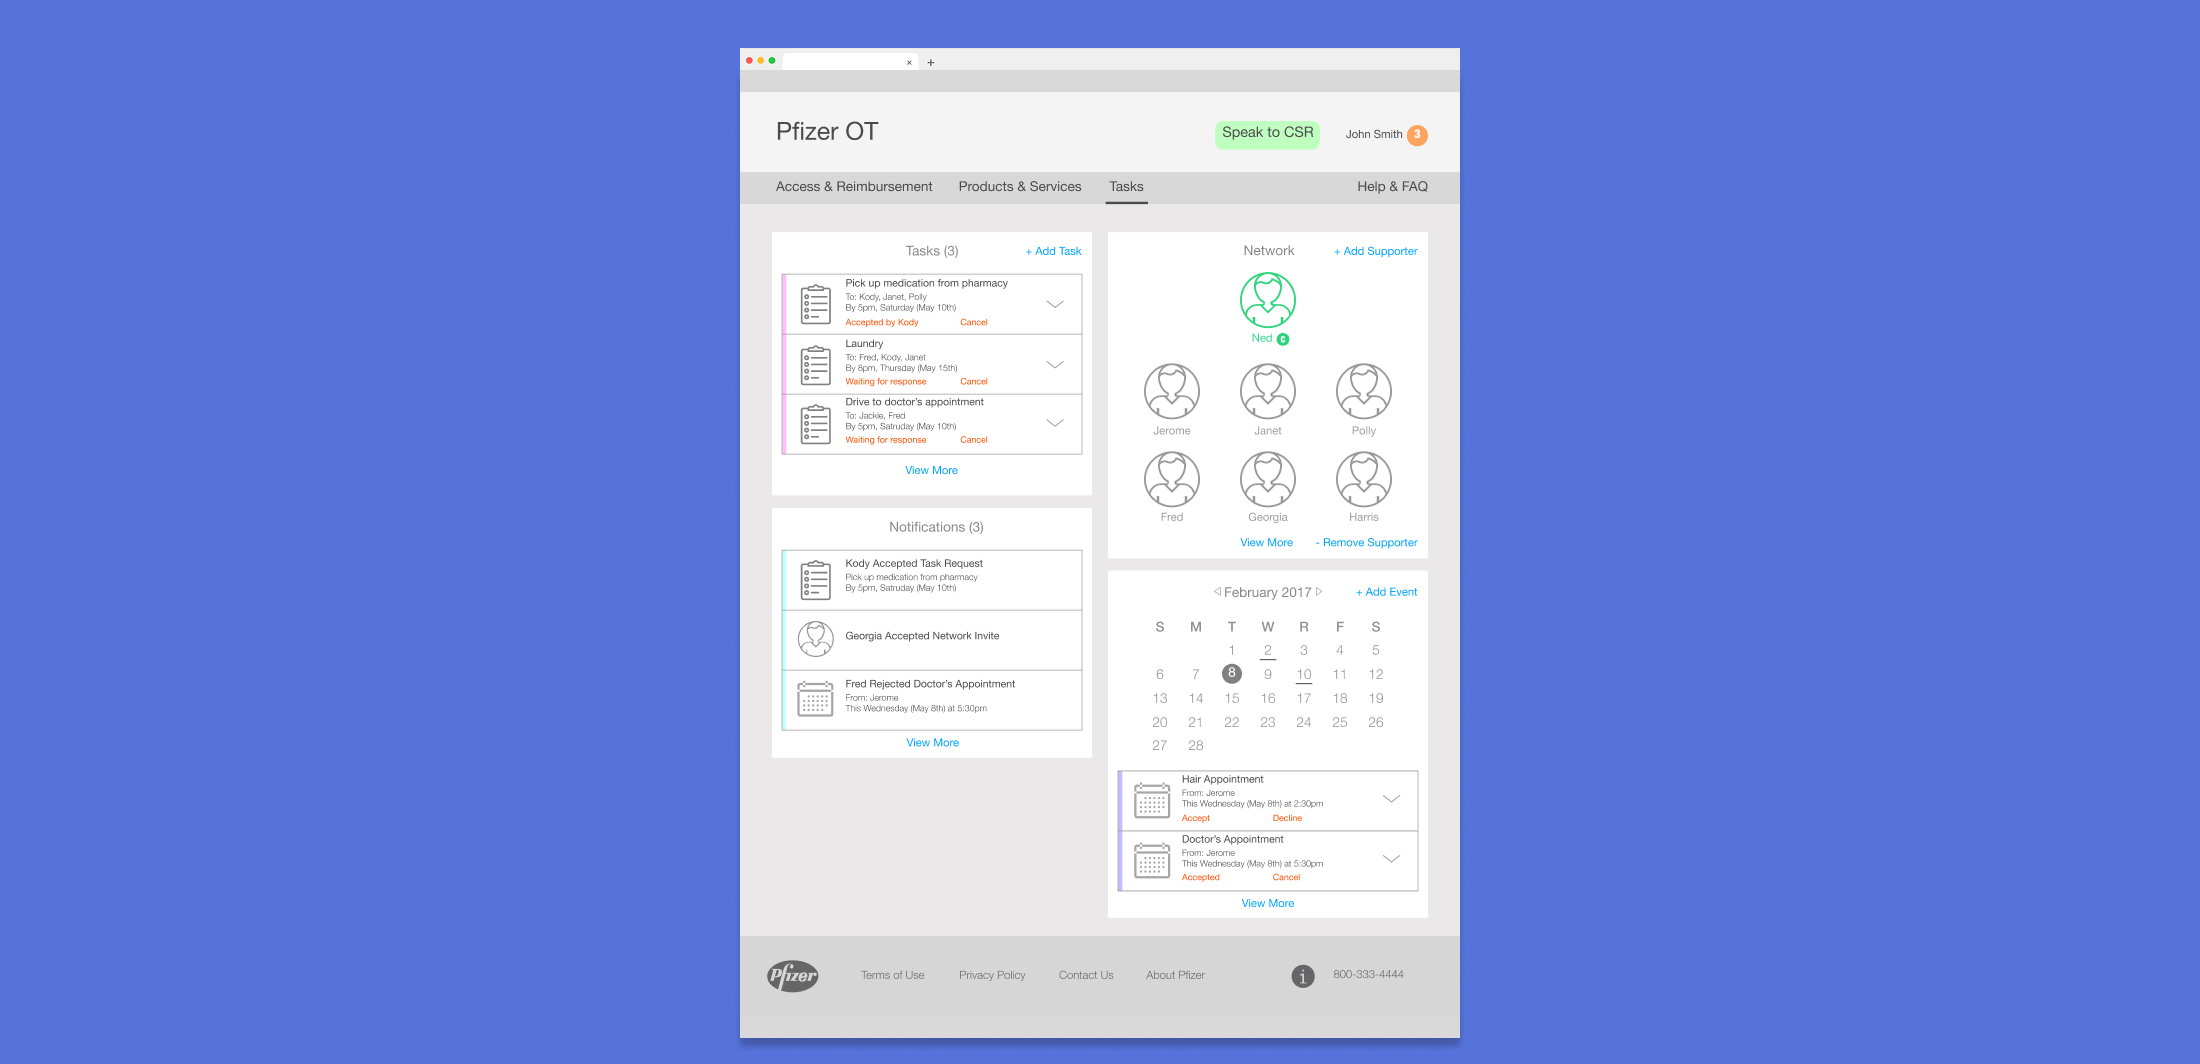 × +
Pfizer OT
Speak to CSR
John Smith 3
Access & Reimbursement Products & Services Tasks Help & FAQ
Tasks (3) + Add Task
Pick up medication from pharmacy
To: Kody, Janet, Polly
By 5pm, Saturday (May 10th)
Accepted by Kody Cancel
Laundry
To: Fred, Kody, Janet
By 8pm, Thursday (May 15th)
Waiting for response Cancel
Drive to doctor's appointment
To: Jackie, Fred
By 5pm, Satruday (May 10th)
Waiting for response Cancel
View More
Notifications (3)
Kody Accepted Task Request
Pick up medication from pharmacy
By 5pm, Satruday (May 10th)
Georgia Accepted Network Invite
Fred Rejected Doctor's Appointment
From: Jerome
This Wednesday (May 8th) at 5:30pm
View More
Network + Add Supporter
Ned C
Jerome Janet Polly
Fred Georgia Harris
View More - Remove Supporter
February 2017 + Add Event
S M T W R F S
1 2 3 4 5
6 7 8 9 10 11 12
13 14 15 16 17 18 19
20 21 22 23 24 25 26
27 28
Hair Appointment
From: Jerome
This Wednesday (May 8th) at 2:30pm
Accept Decline
Doctor's Appointment
From: Jerome
This Wednesday (May 8th) at 5:30pm
Accepted Cancel
View More
Pfizer Terms of Use Privacy Policy Contact Us About Pfizer i 800-333-4444